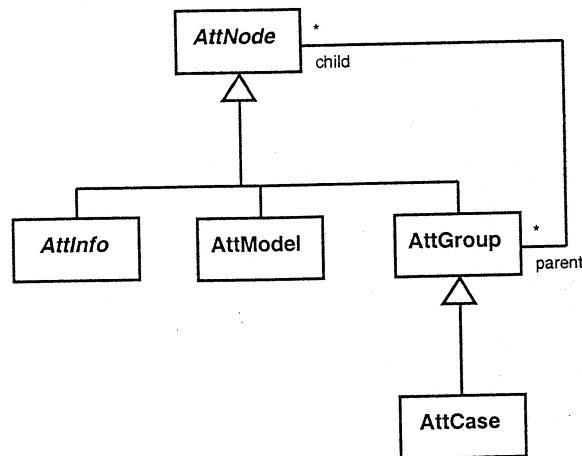 AttNode
*
child
AttInfo
AttModel
AttGroup
*
parent
AttCase